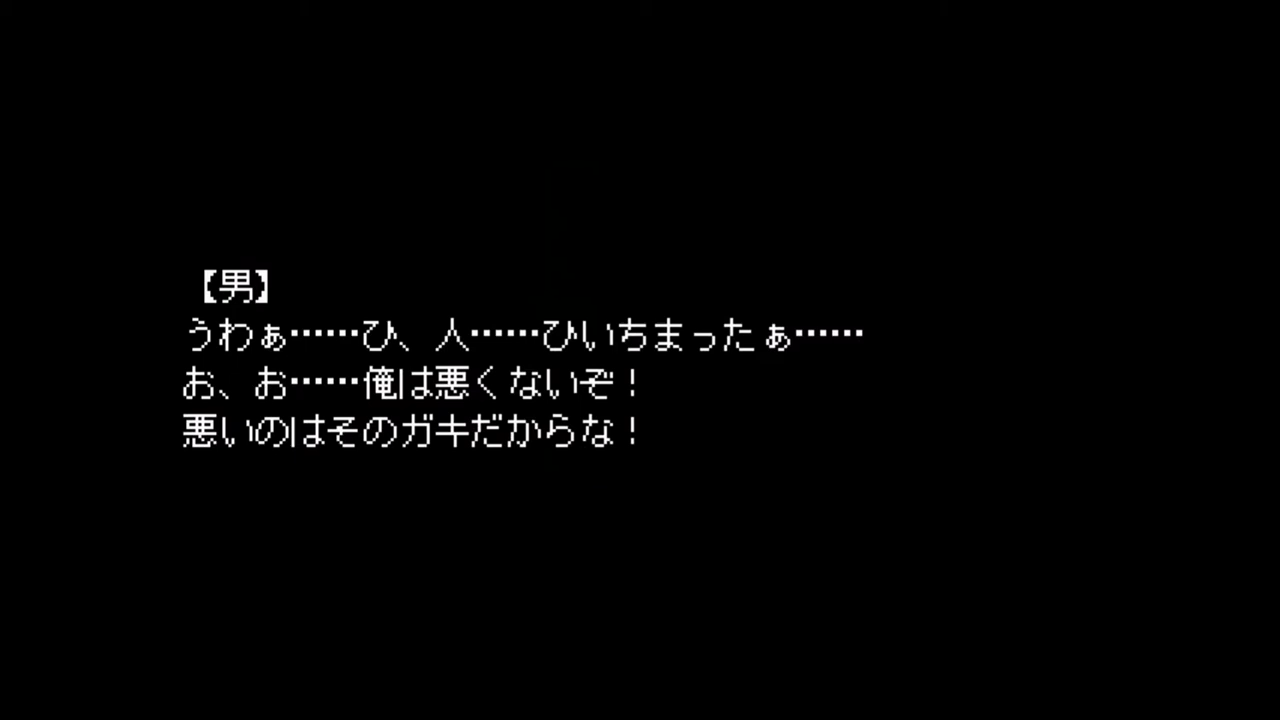 【男】
うわぁ……ひ、人……ひいちまったぁ……
お、お……俺は悪くないぞ！
悪いのはそのガキだからな！